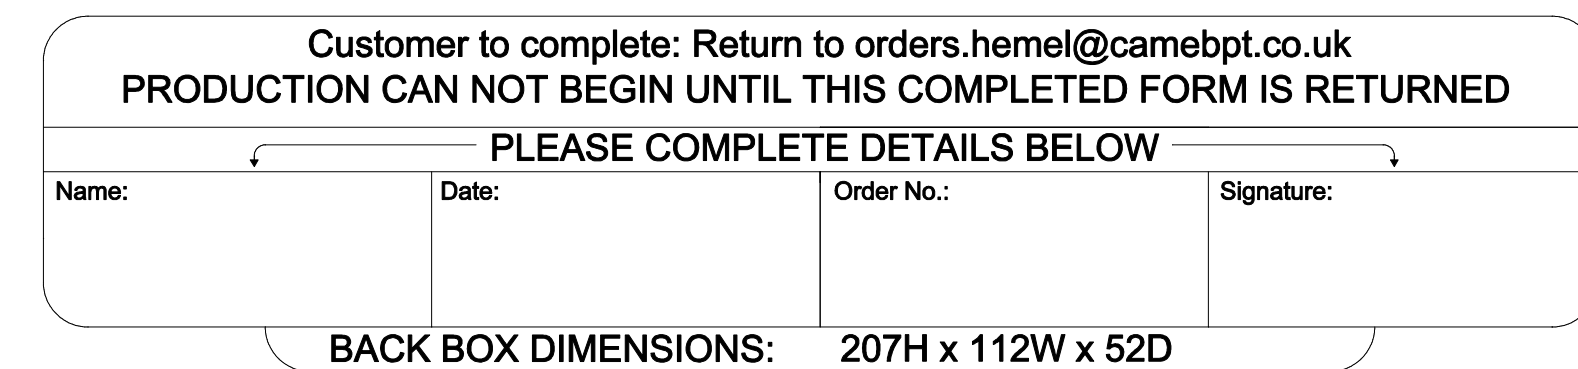 Customer to complete: Return to orders.hemel@camebpt.co.uk
PRODUCTION CAN NOT BEGIN UNTIL THIS COMPLETED FORM IS RETURNED
PLEASE COMPLETE DETAILS BELOW
Name: Date: Order No.: Signature:
BACK BOX DIMENSIONS: 207H x 112W x 52D